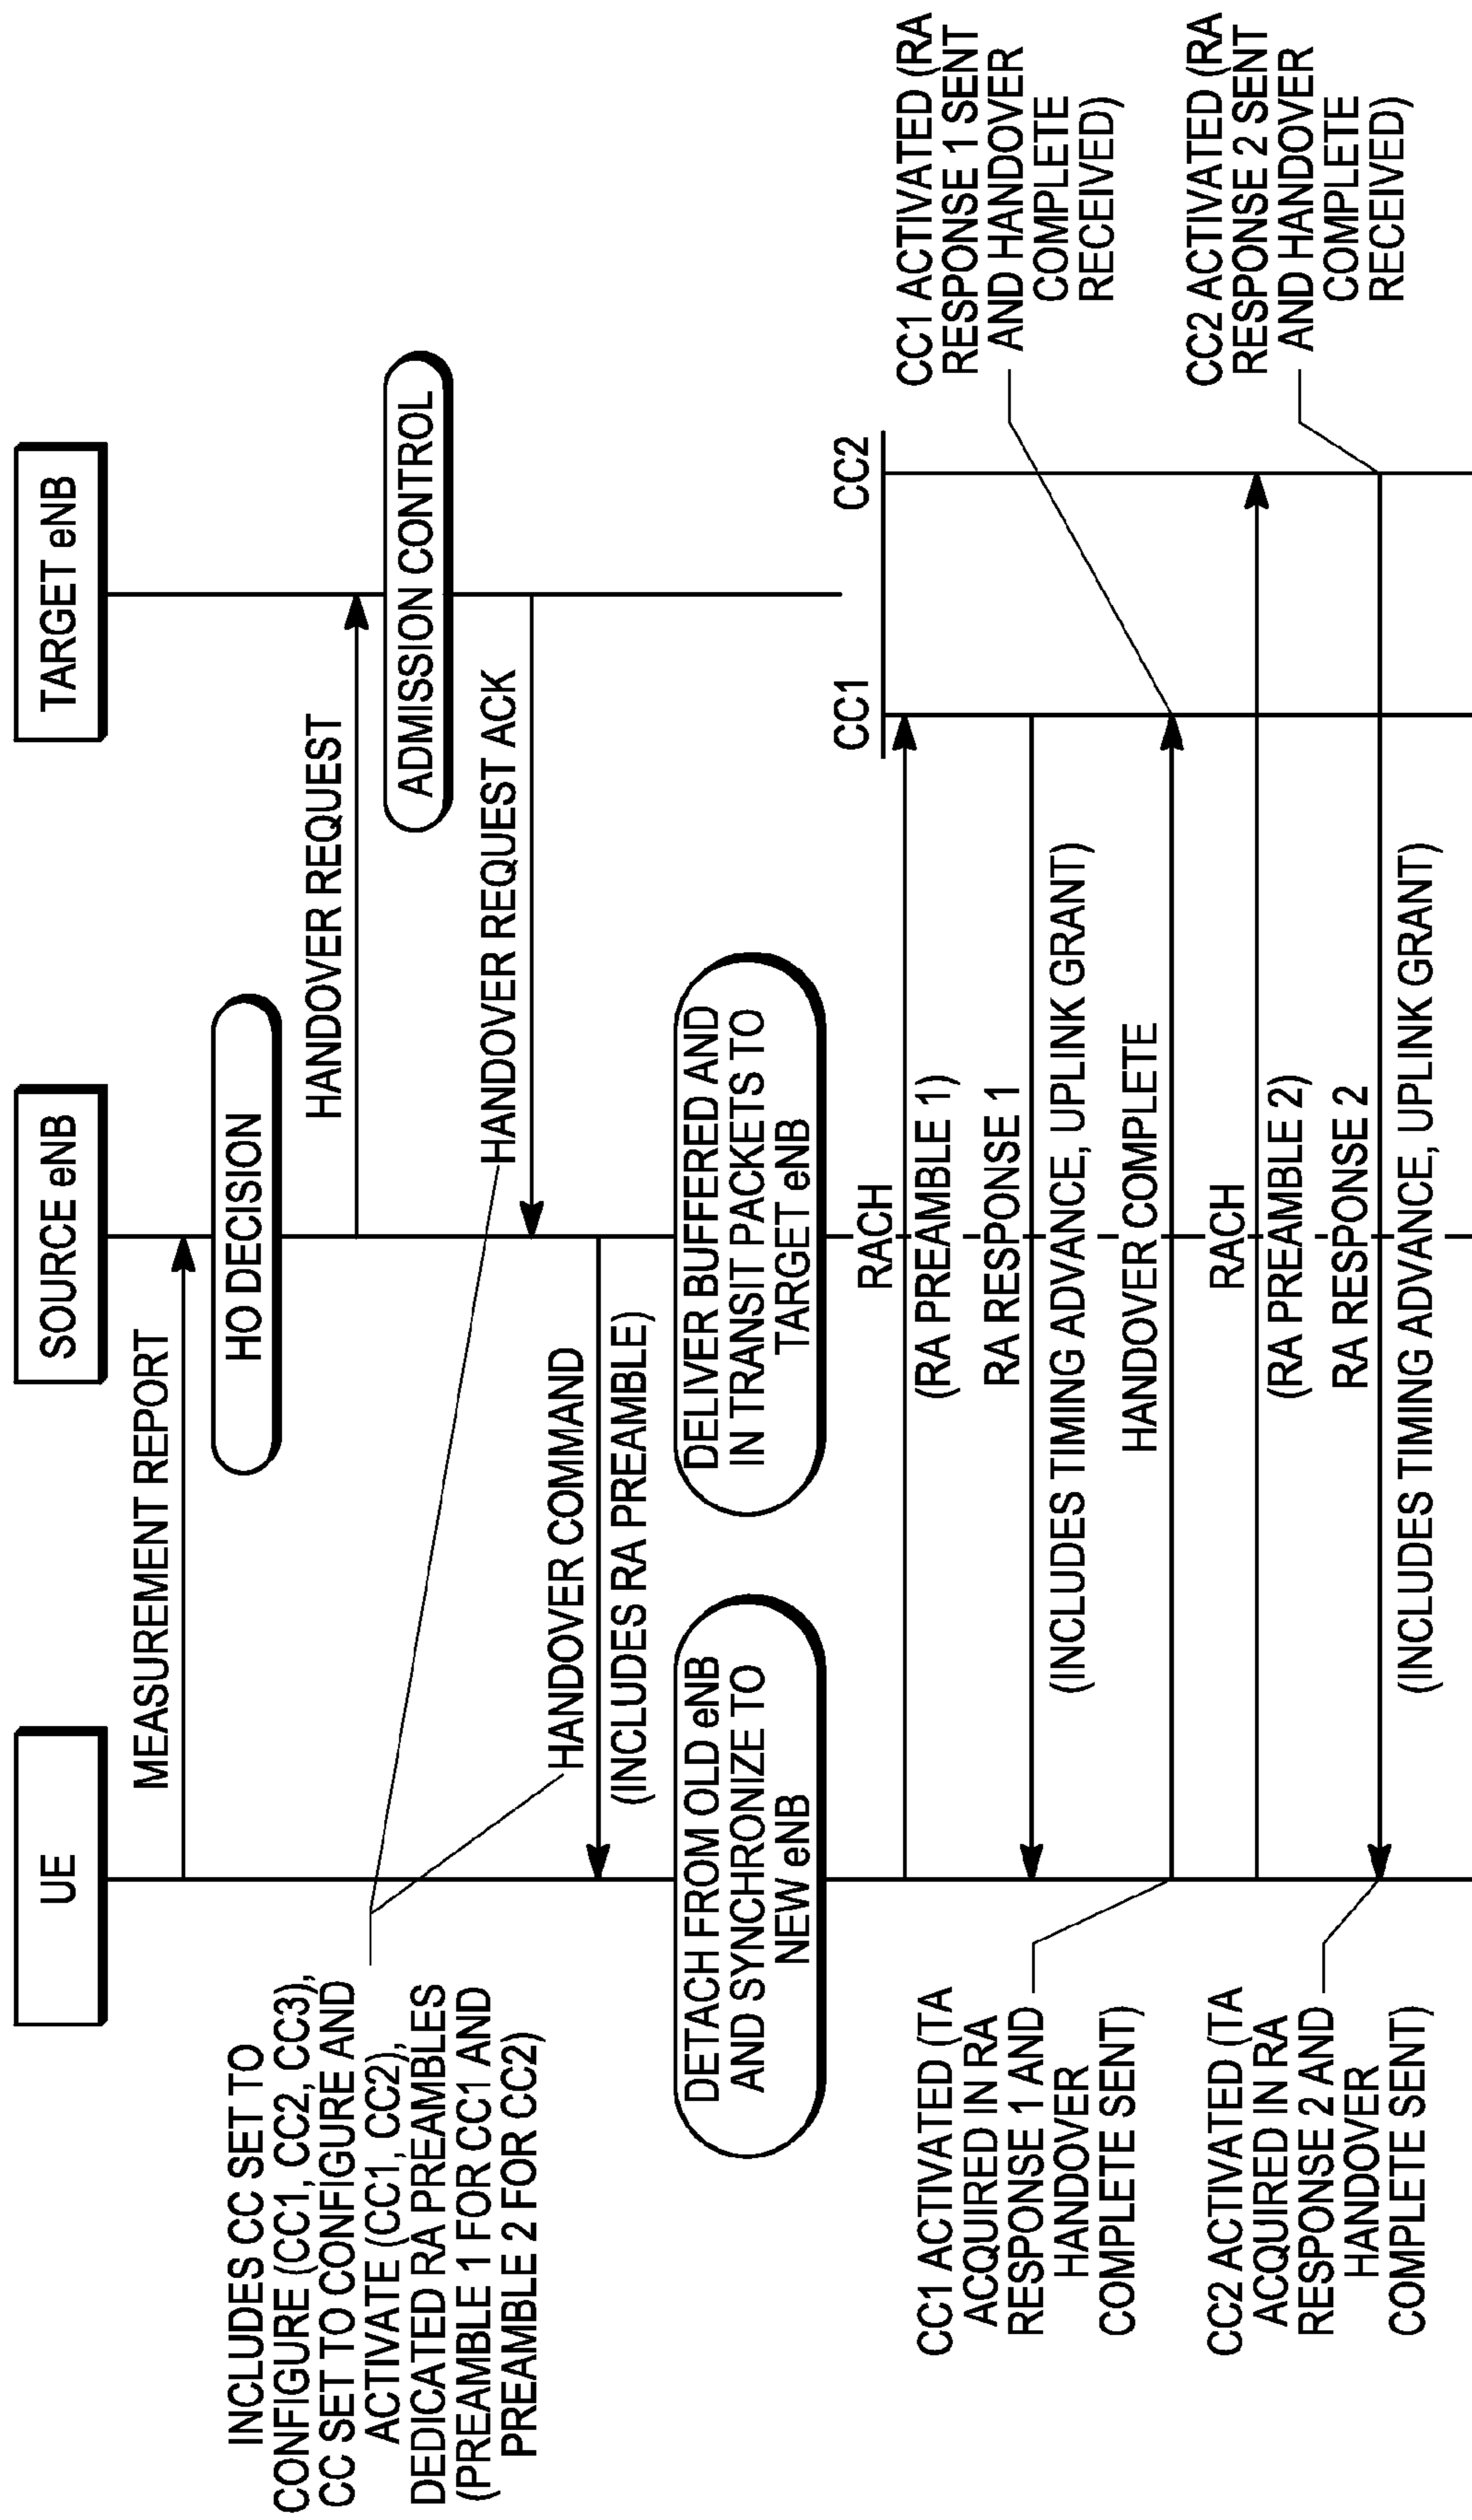 UE
SOURCE eNB
TARGET eNB
MEASUREMENT REPORT
HO DECISION
INCLUDES CC SET TO
CONFIGURE (CC1, CC2, CC3),
CC SET TO CONFIGURE AND
ACTIVATE (CC1, CC2),
DEDICATED RA PREAMBLES
(PREAMBLE 1 FOR CC1 AND
PREAMBLE 2 FOR CC2)
HANDOVER REQUEST
ADMISSION CONTROL
HANDOVER REQUEST ACK
HANDOVER COMMAND
(INCLUDES RA PREAMBLE)
DETACH FROM OLD eNB
AND SYNCHRONIZE TO
NEW eNB
DELIVER BUFFERED AND
IN TRANSIT PACKETS TO
TARGET eNB
CC1
CC2
RACH
(RA PREAMBLE 1)
RA RESPONSE 1
(INCLUDES TIMING ADVANCE, UPLINK GRANT)
HANDOVER COMPLETE
CC1 ACTIVATED (TA
ACQUIRED IN RA
RESPONSE 1 AND
HANDOVER
COMPLETE SENT)
CC1 ACTIVATED (RA
RESPONSE 1 SENT
AND HANDOVER
COMPLETE
RECEIVED)
RACH
(RA PREAMBLE 2)
RA RESPONSE 2
(INCLUDES TIMING ADVANCE, UPLINK GRANT)
CC2 ACTIVATED (TA
ACQUIRED IN RA
RESPONSE 2 AND
HANDOVER
COMPLETE SENT)
CC2 ACTIVATED (RA
RESPONSE 2 SENT
AND HANDOVER
COMPLETE
RECEIVED)